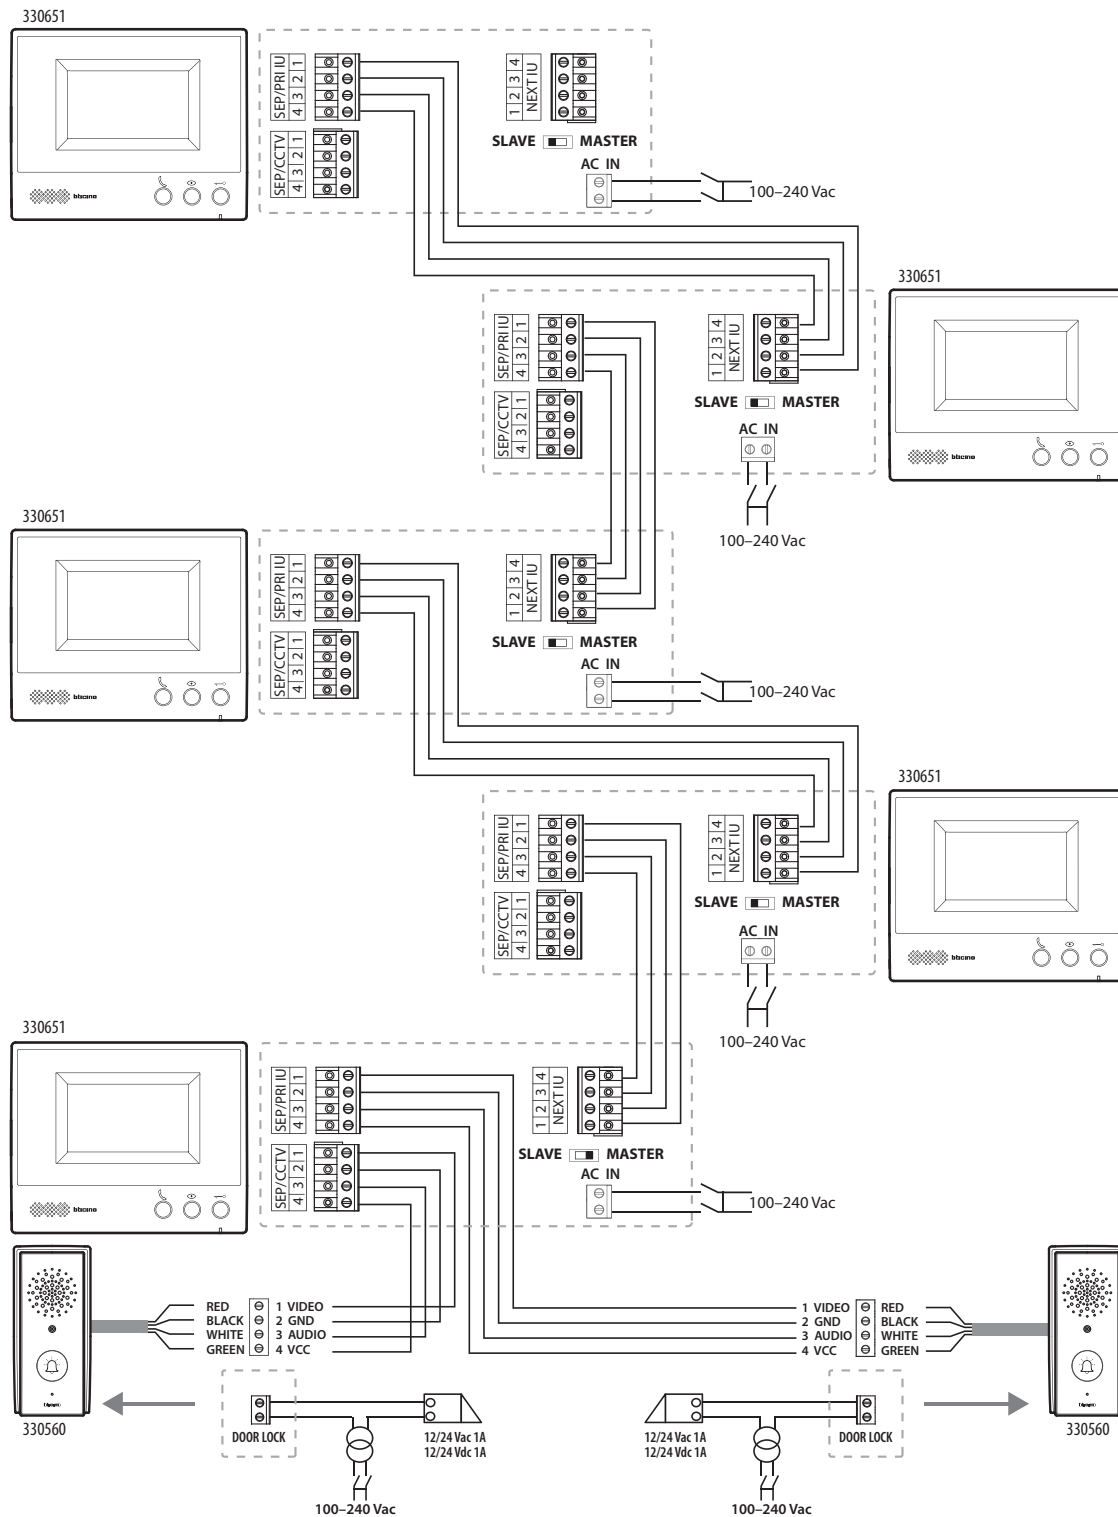 330651
bticino
SEP/PRI IU
4 3 2 1
SEP/CCTV
4 3 2 1
1 2 3 4
NEXT IU
SLAVE MASTER
AC IN
100–240 Vac
330651
bticino
SEP/PRI IU
4 3 2 1
SEP/CCTV
4 3 2 1
1 2 3 4
NEXT IU
SLAVE MASTER
AC IN
100–240 Vac
330651
bticino
SEP/PRI IU
4 3 2 1
SEP/CCTV
4 3 2 1
1 2 3 4
NEXT IU
SLAVE MASTER
AC IN
100–240 Vac
330651
bticino
SEP/PRI IU
4 3 2 1
SEP/CCTV
4 3 2 1
1 2 3 4
NEXT IU
SLAVE MASTER
AC IN
100–240 Vac
330651
bticino
SEP/PRI IU
4 3 2 1
SEP/CCTV
4 3 2 1
1 2 3 4
NEXT IU
SLAVE MASTER
AC IN
100–240 Vac
RED 1 VIDEO
BLACK 2 GND
WHITE 3 AUDIO
GREEN 4 VCC
1 VIDEO RED
2 GND BLACK
3 AUDIO WHITE
4 VCC GREEN
330560
DOOR LOCK
12/24 Vac 1A
12/24 Vdc 1A
100–240 Vac
12/24 Vac 1A
12/24 Vdc 1A
DOOR LOCK
100–240 Vac
330560